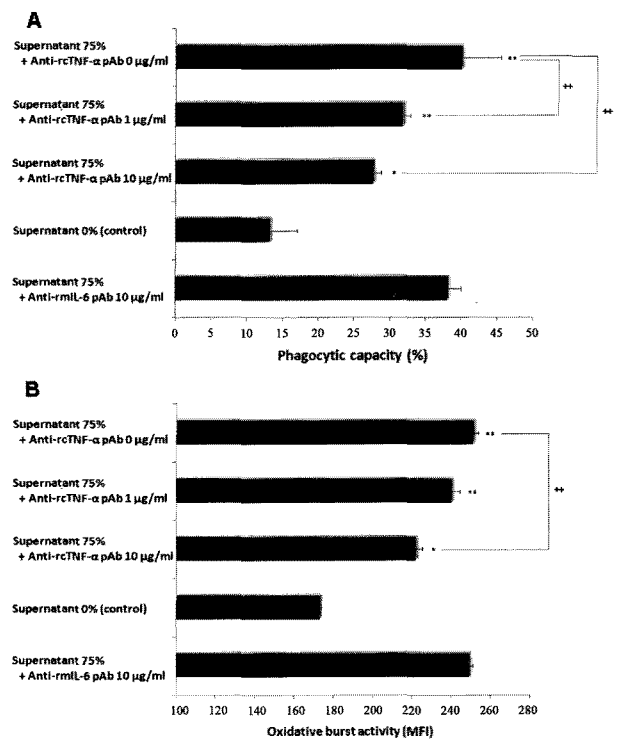 A
Supernatant 75%
+ Anti-rcTNF-α pAb 0 μg/ml
**
‡‡
Supernatant 75%
+ Anti-rcTNF-α pAb 1 μg/ml
**
‡‡
Supernatant 75%
+ Anti-rcTNF-α pAb 10 μg/ml
*
Supernatant 0% (control)
Supernatant 75%
+ Anti-rmIL-6 pAb 10 μg/ml
0 5 10 15 20 25 30 35 40 45 50
Phagocytic capacity (%)
B
Supernatant 75%
+ Anti-rcTNF-α pAb 0 μg/ml
**
Supernatant 75%
+ Anti-rcTNF-α pAb 1 μg/ml
**
‡‡
Supernatant 75%
+ Anti-rcTNF-α pAb 10 μg/ml
*
Supernatant 0% (control)
Supernatant 75%
+ Anti-rmIL-6 pAb 10 μg/ml
100 120 140 160 180 200 220 240 260 280
Oxidative burst activity (MFI)